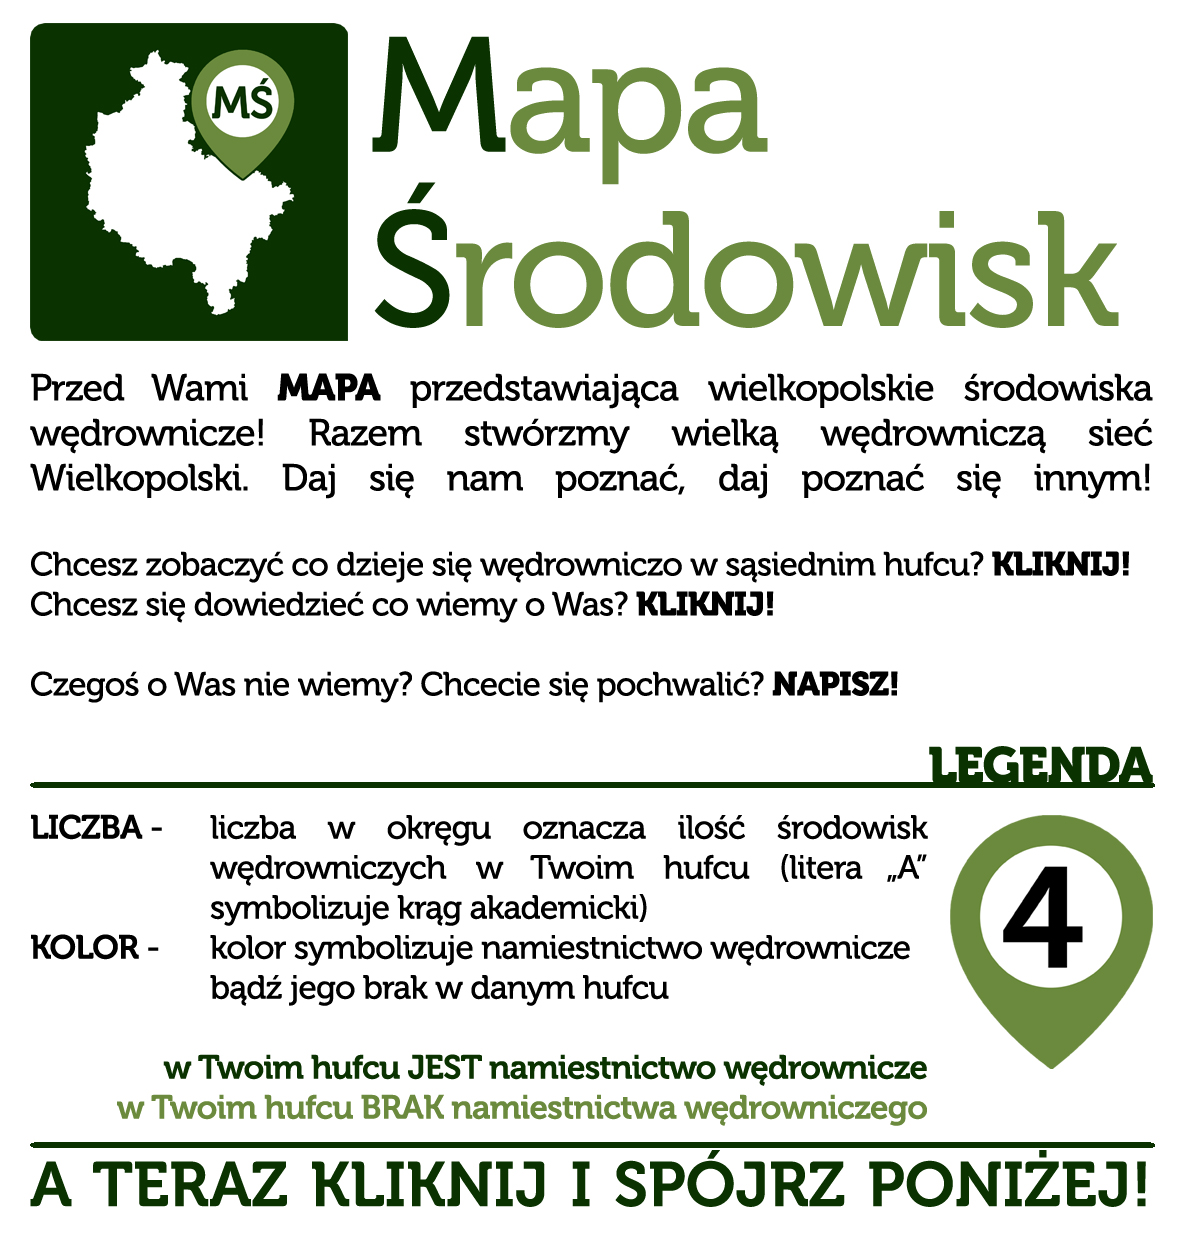 MŚ
Mapa
Środowisk
Przed Wami MAPA przedstawiająca wielkopolskie środowiska
wędrownicze! Razem stwórzmy wielką wędrowniczą sieć
Wielkopolski. Daj się nam poznać, daj poznać się innym!
Chcesz zobaczyć co dzieje się wędrowniczo w sąsiednim hufcu? KLIKNIJ!
Chcesz się dowiedzieć co wiemy o Was? KLIKNIJ!
Czegoś o Was nie wiemy? Chcecie się pochwalić? NAPISZ!
LEGENDA
LICZBA - liczba w okręgu oznacza ilość środowisk
wędrowniczych w Twoim hufcu (litera „A”
symbolizuje krąg akademicki)
KOLOR - kolor symbolizuje namiestnictwo wędrownicze
bądź jego brak w danym hufcu
4
w Twoim hufcu JEST namiestnictwo wędrownicze
w Twoim hufcu BRAK namiestnictwa wędrowniczego
A TERAZ KLIKNIJ I SPÓJRZ PONIŻEJ!